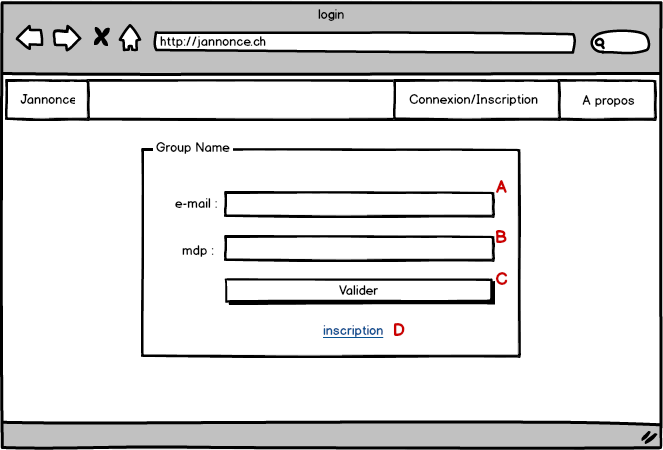 login
http://jannonce.ch
Jannonce Connexion/Inscription A propos
Group Name
A
e-mail :
B
mdp :
C
Valider
inscription D